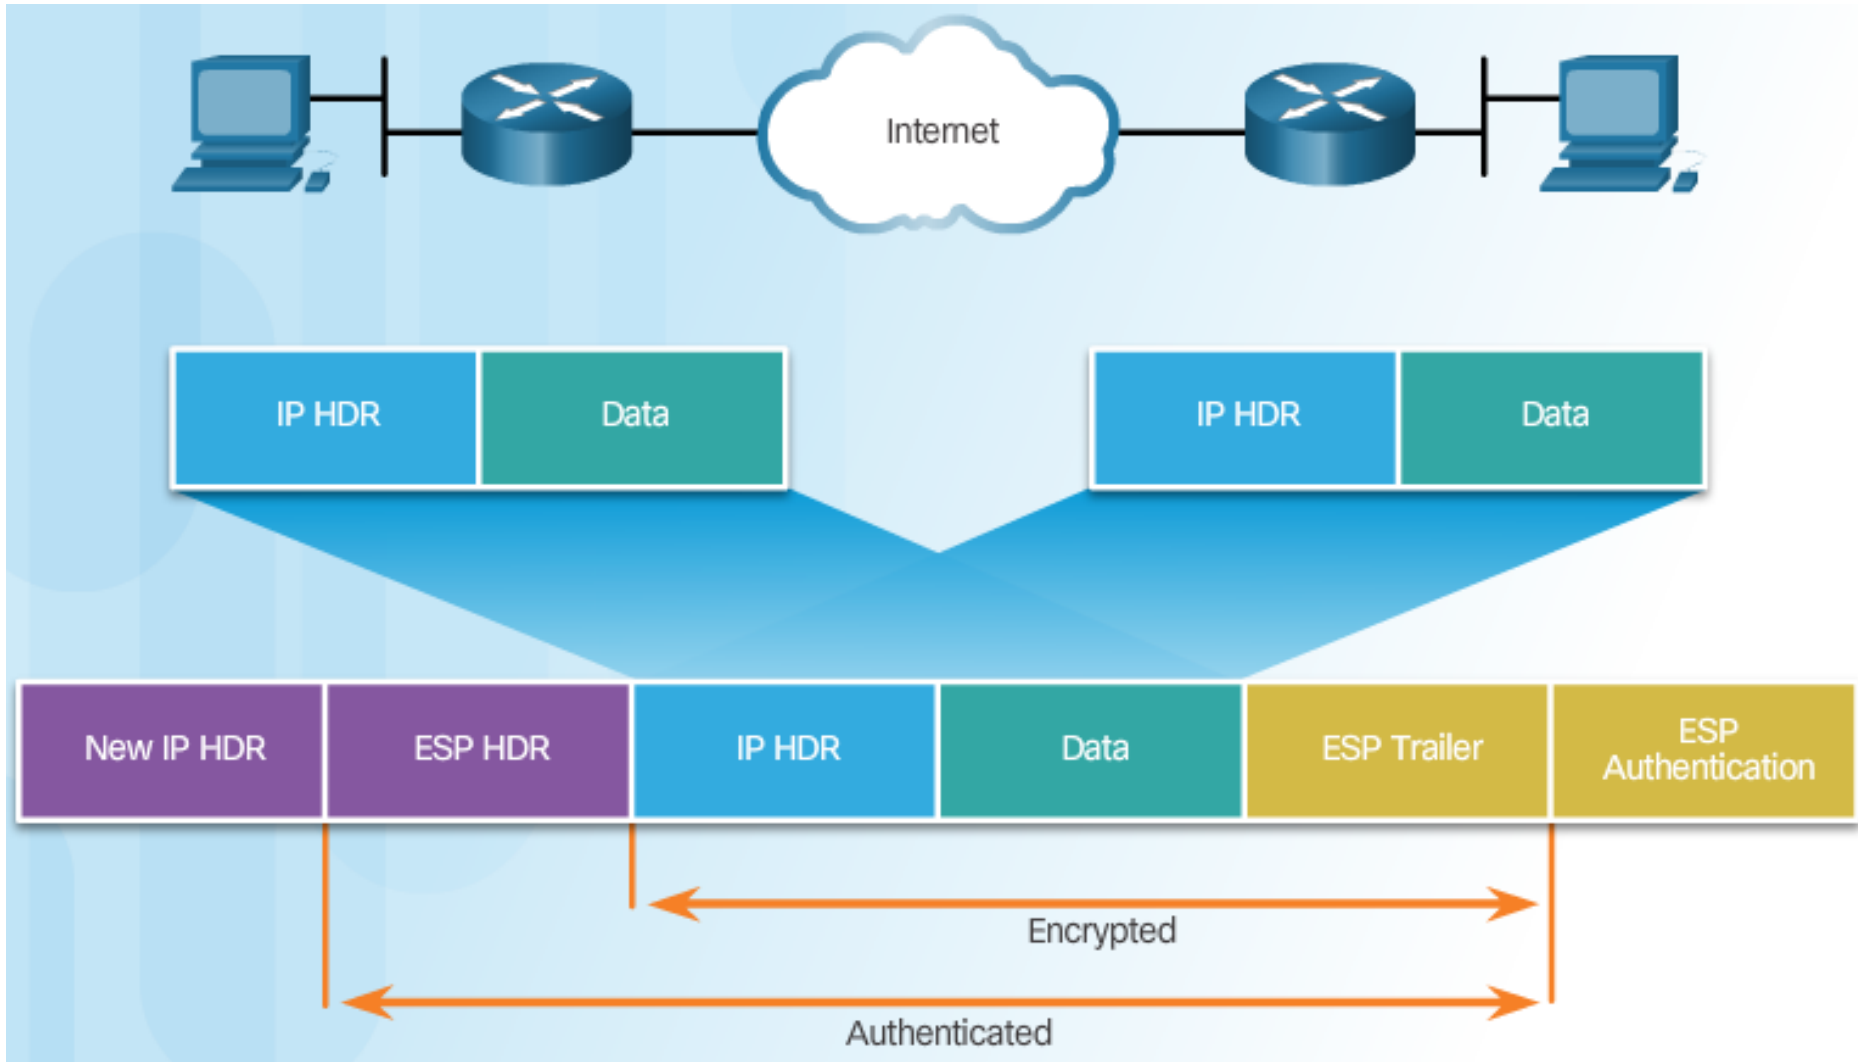 Internet
IP HDR
Data
IP HDR
Data
New IP HDR
ESP HDR
IP HDR
Data
ESP Trailer
ESP
Authentication
Encrypted
Authenticated